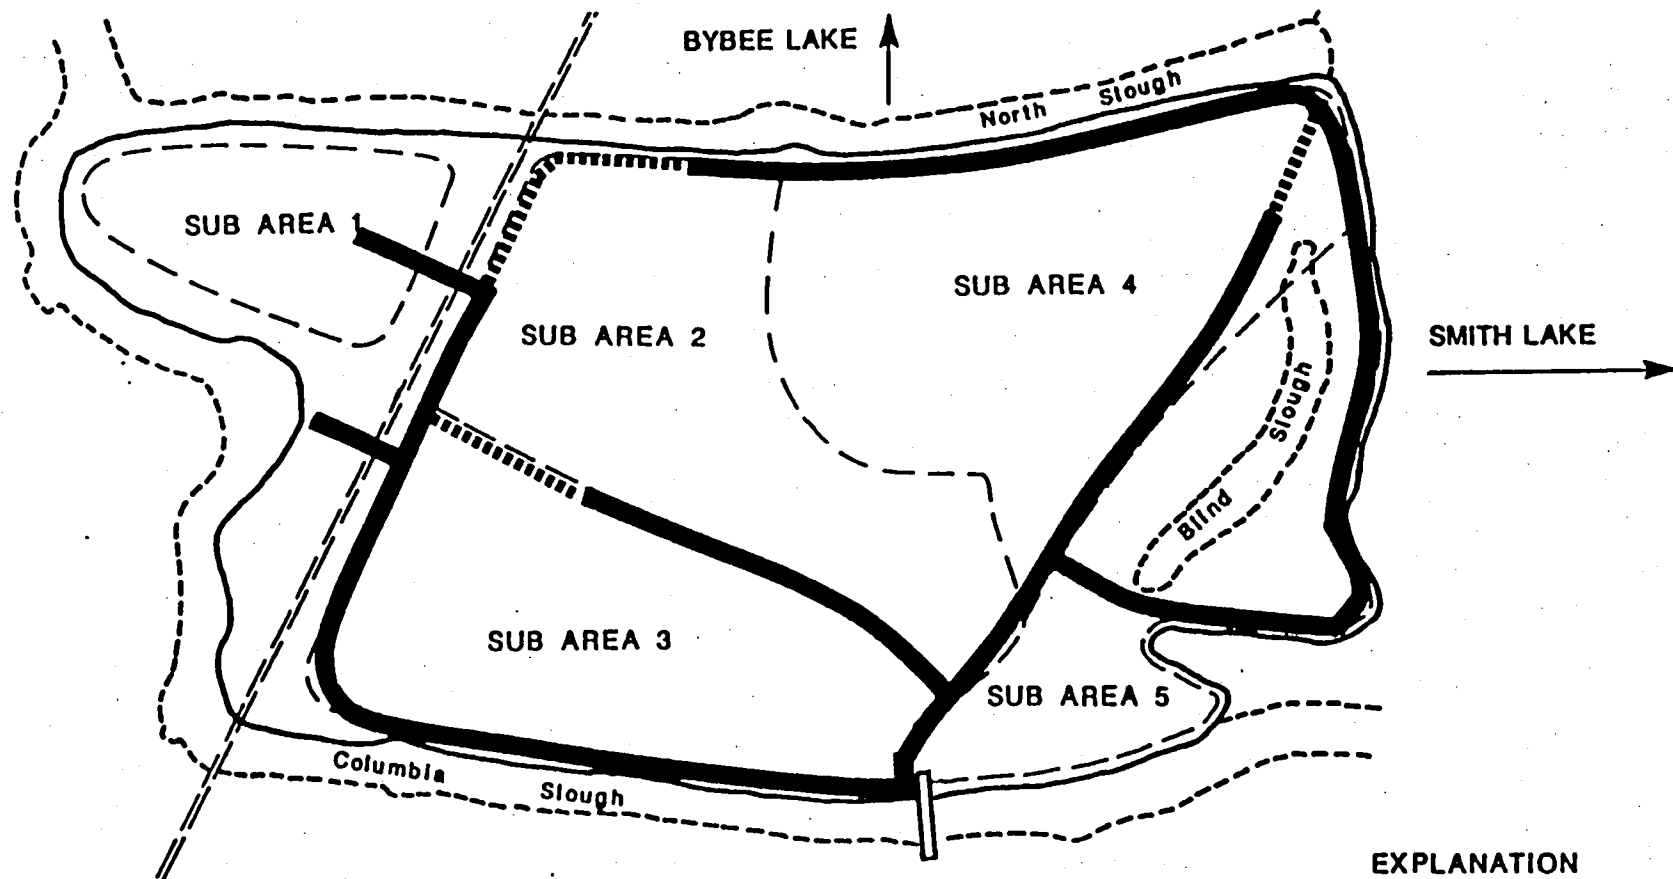 BYBEE LAKE
North Slough
SUB AREA 1
SUB AREA 4
SUB AREA 2
SMITH LAKE
Blind Slough
SUB AREA 3
SUB AREA 5
Columbia Slough
EXPLANATION